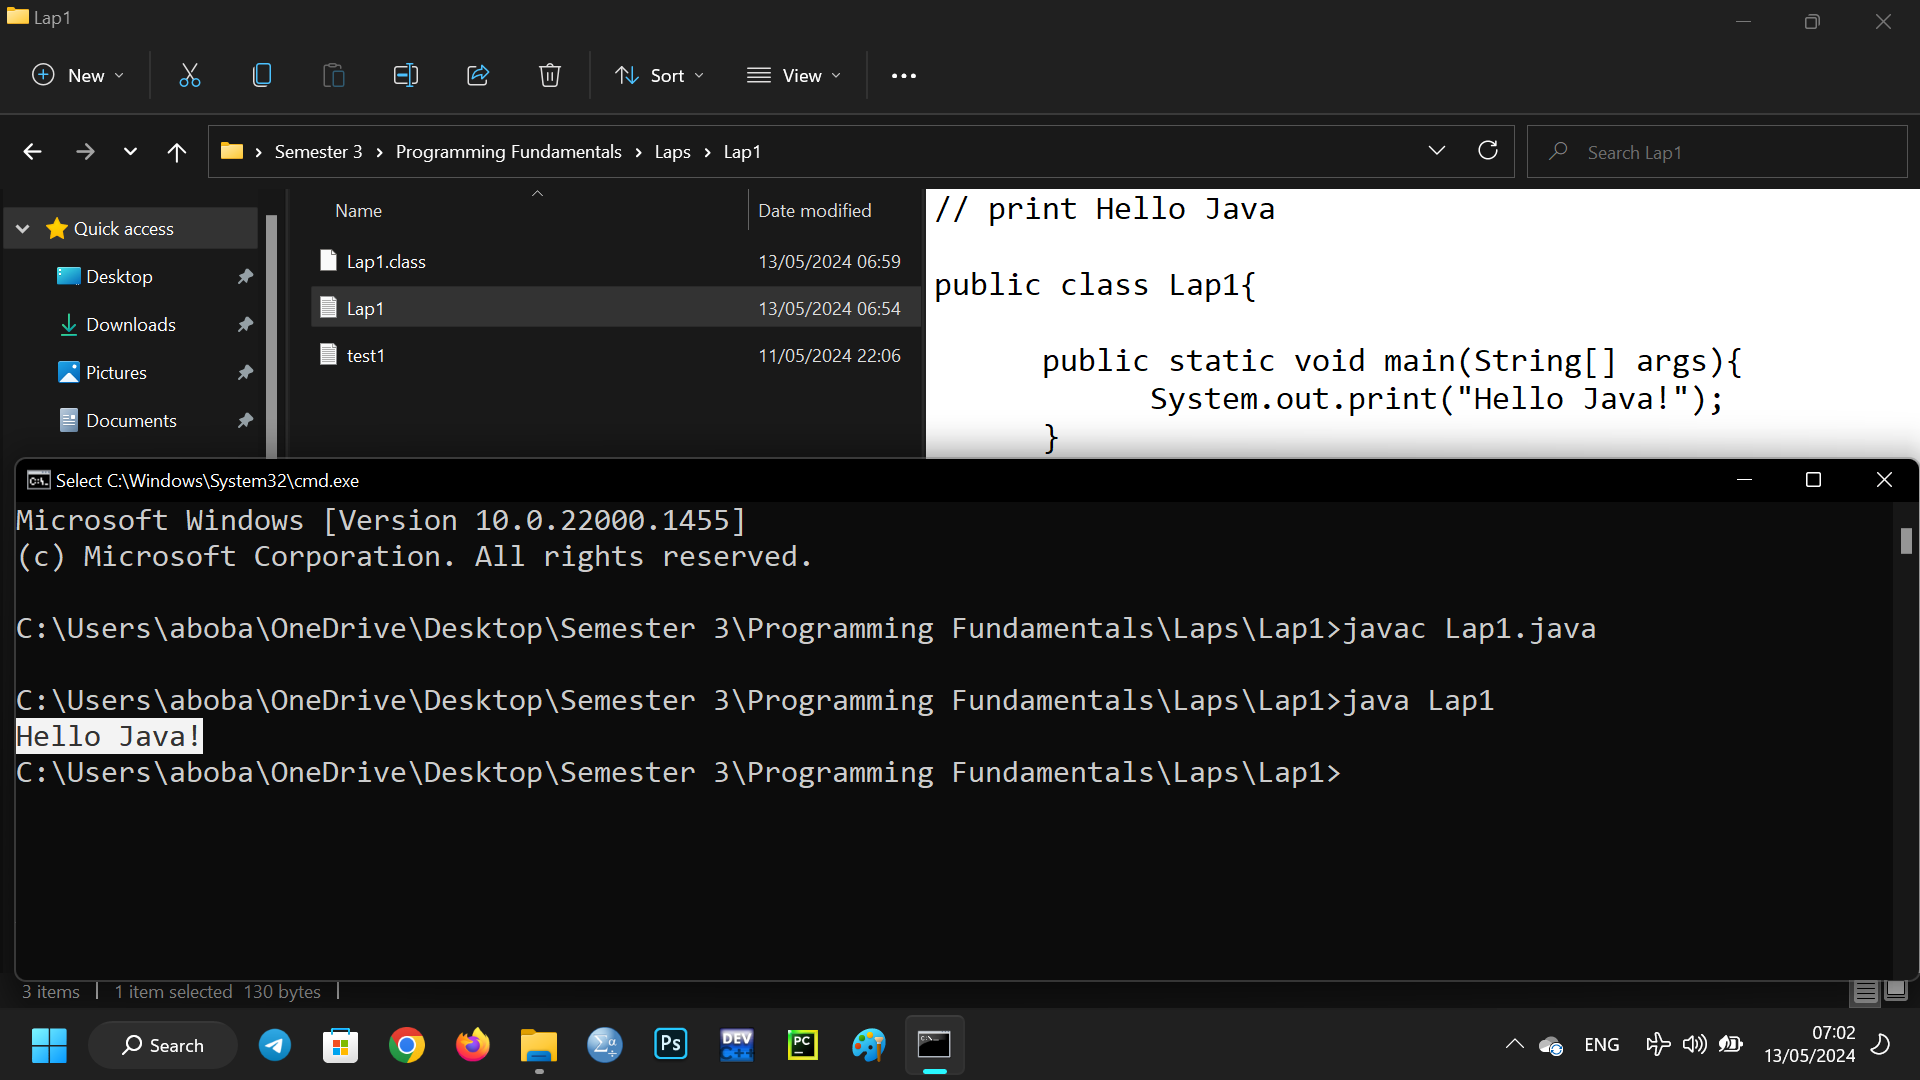 Lap1
New
Sort
View
Semester 3 › Programming Fundamentals › Laps › Lap1
Search Lap1
Quick access
Desktop
Downloads
Pictures
Documents
Name Date modified
Lap1.class 13/05/2024 06:59
Lap1 13/05/2024 06:54
test1 11/05/2024 22:06
// print Hello Java
public class Lap1{
public static void main(String[] args){
System.out.print("Hello Java!");
}
Select C:\Windows\System32\cmd.exe
Microsoft Windows [Version 10.0.22000.1455]
(c) Microsoft Corporation. All rights reserved.
C:\Users\aboba\OneDrive\Desktop\Semester 3\Programming Fundamentals\Laps\Lap1>javac Lap1.java
C:\Users\aboba\OneDrive\Desktop\Semester 3\Programming Fundamentals\Laps\Lap1>java Lap1
Hello Java!
C:\Users\aboba\OneDrive\Desktop\Semester 3\Programming Fundamentals\Laps\Lap1>
3 items 1 item selected 130 bytes
Search
Ps
DEV
C++
PC
ENG
07:02
13/05/2024